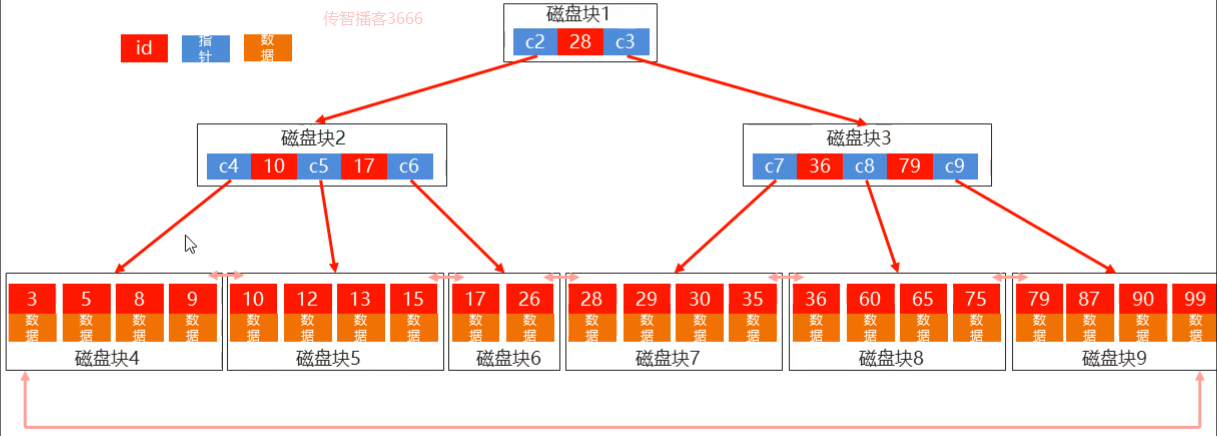 传智播客3666
id 指针 数据
磁盘块1
c2 28 c3
磁盘块2
c4 10 c5 17 c6
磁盘块3
c7 36 c8 79 c9
3 5 8 9
数据 数据 数据 数据
磁盘块4
10 12 13 15
数据 数据 数据 数据
磁盘块5
17 26
数据 数据
磁盘块6
28 29 30 35
数据 数据 数据 数据
磁盘块7
36 60 65 75
数据 数据 数据 数据
磁盘块8
79 87 90 99
数据 数据 数据 数据
磁盘块9